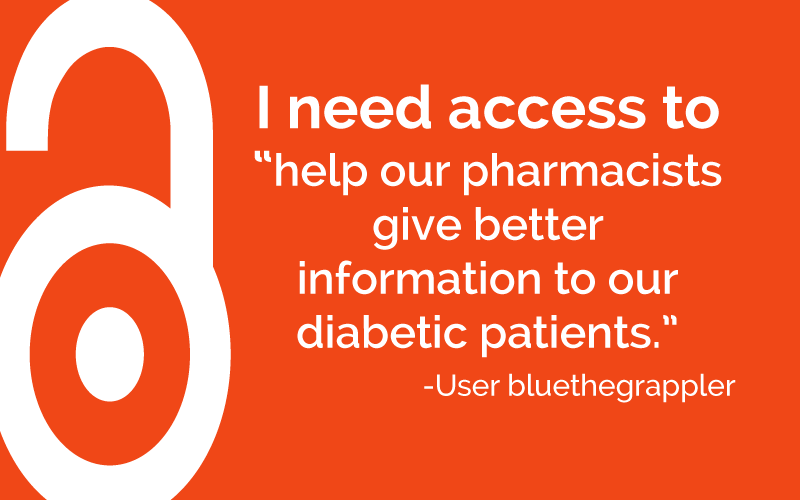 I need access to
“help our pharmacists
give better
information to our
diabetic patients.”
-User bluethegrappler